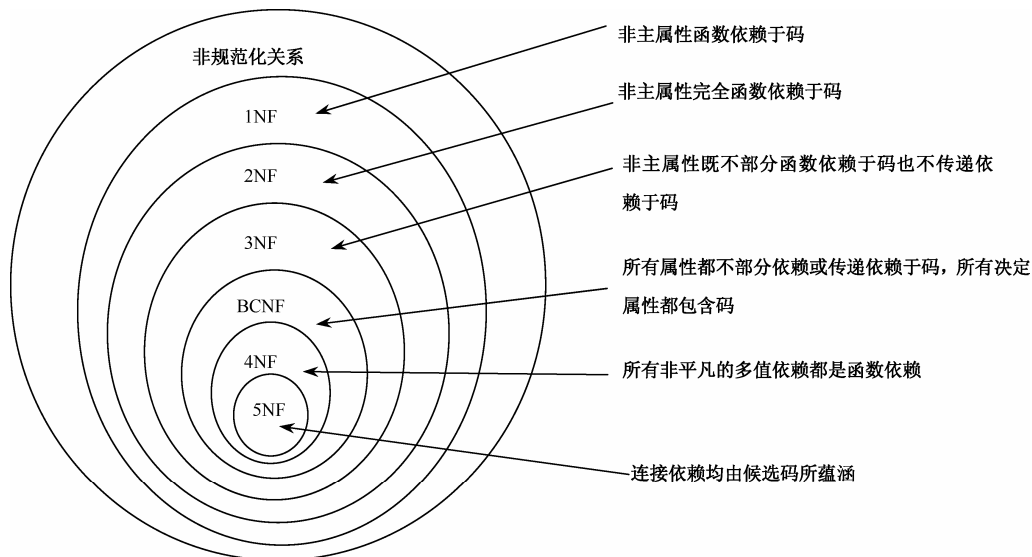 非主属性函数依赖于码
非规范化关系
非主属性完全函数依赖于码
1NF
2NF
非主属性既不部分函数依赖于码也不传递依
赖于码
3NF
所有属性都不部分依赖或传递依赖于码，所有决定
属性都包含码
BCNF
4NF
所有非平凡的多值依赖都是函数依赖
5NF
连接依赖均由候选码所蕴涵